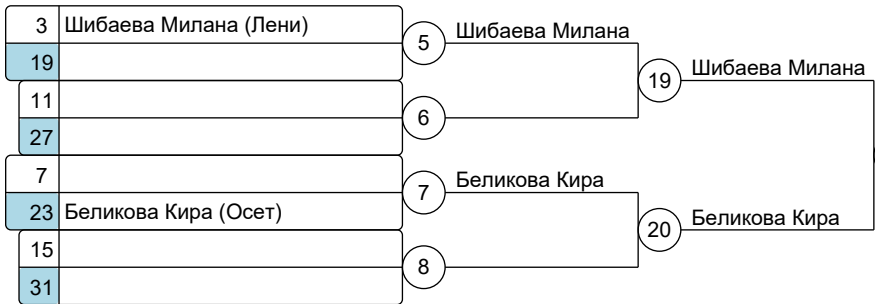 3 Шибаева Милана (Лени)
5 Шибаева Милана
19
19 Шибаева Милана
11
6
27
7
7 Беликова Кира
23 Беликова Кира (Осет)
20 Беликова Кира
15
8
31